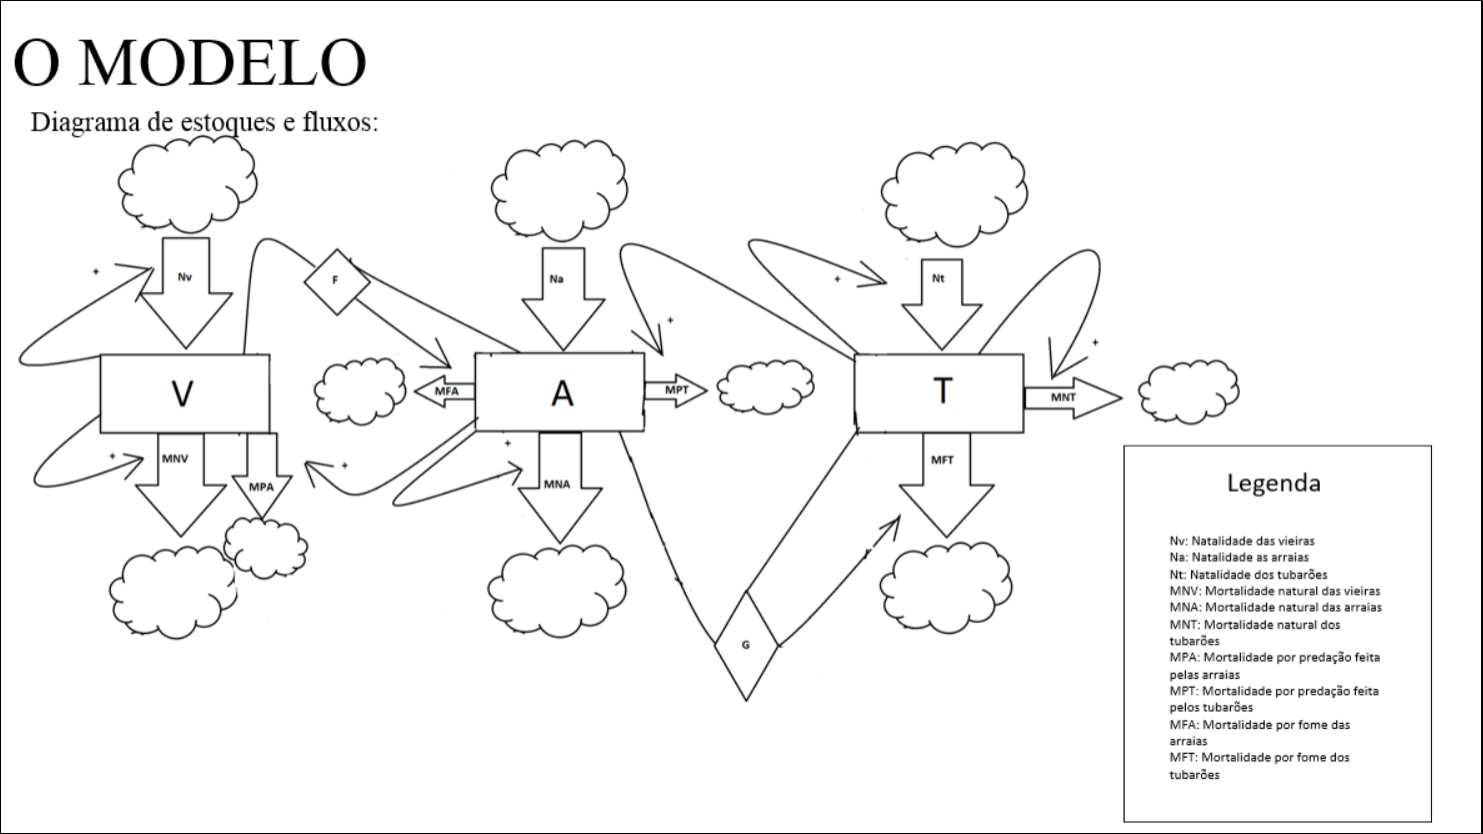 O MODELO
Diagrama de estoques e fluxos:
+
Nv
F
Na
+
+
Nt
+
V
MFA
A
MPT
T
MNT
+
MNV
MPA
+
+
MNA
MFT
G
Legenda
Nv: Natalidade das vieiras
Na: Natalidade as arraias
Nt: Natalidade dos tubarões
MNV: Mortalidade natural das vieiras
MNA: Mortalidade natural das arraias
MNT: Mortalidade natural dos
tubarões
MPA: Mortalidade por predação feita
pelas arraias
MPT: Mortalidade por predação feita
pelos tubarões
MFA: Mortalidade por fome das
arraias
MFT: Mortalidade por fome dos
tubarões